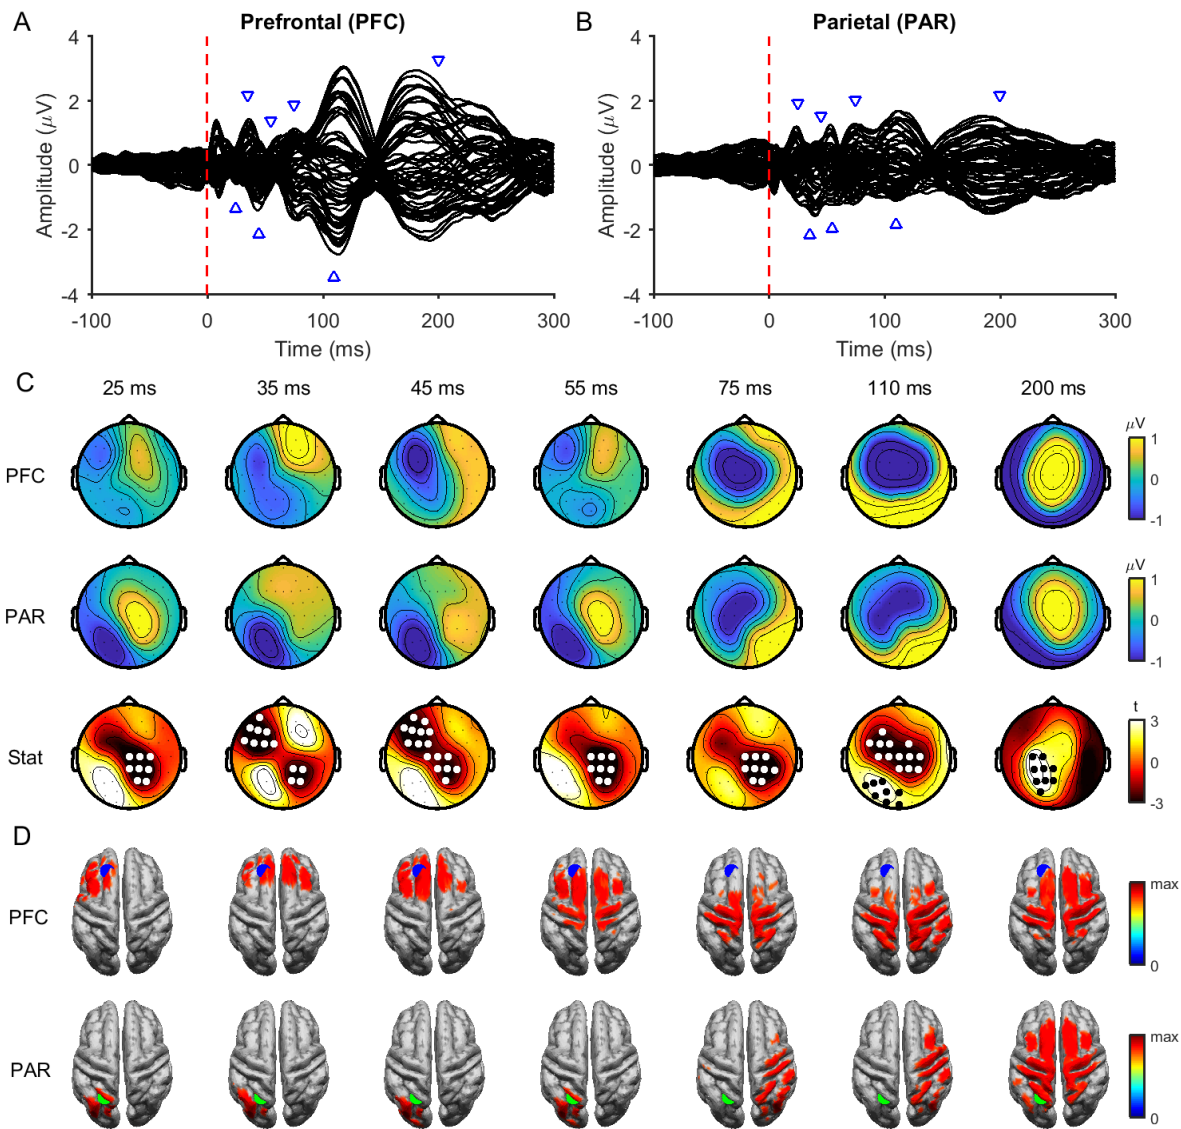 A Prefrontal (PFC)
Amplitude (μV)
4
2
0
-2
-4
-100 0 100 200 300
Time (ms)
B Parietal (PAR)
Amplitude (μV)
4
2
0
-2
-4
-100 0 100 200 300
Time (ms)
C
25 ms 35 ms 45 ms 55 ms 75 ms 110 ms 200 ms
PFC
μV
1
0
-1
PAR
μV
1
0
-1
Stat
t
3
0
-3
D
PFC
max
0
PAR
max
0